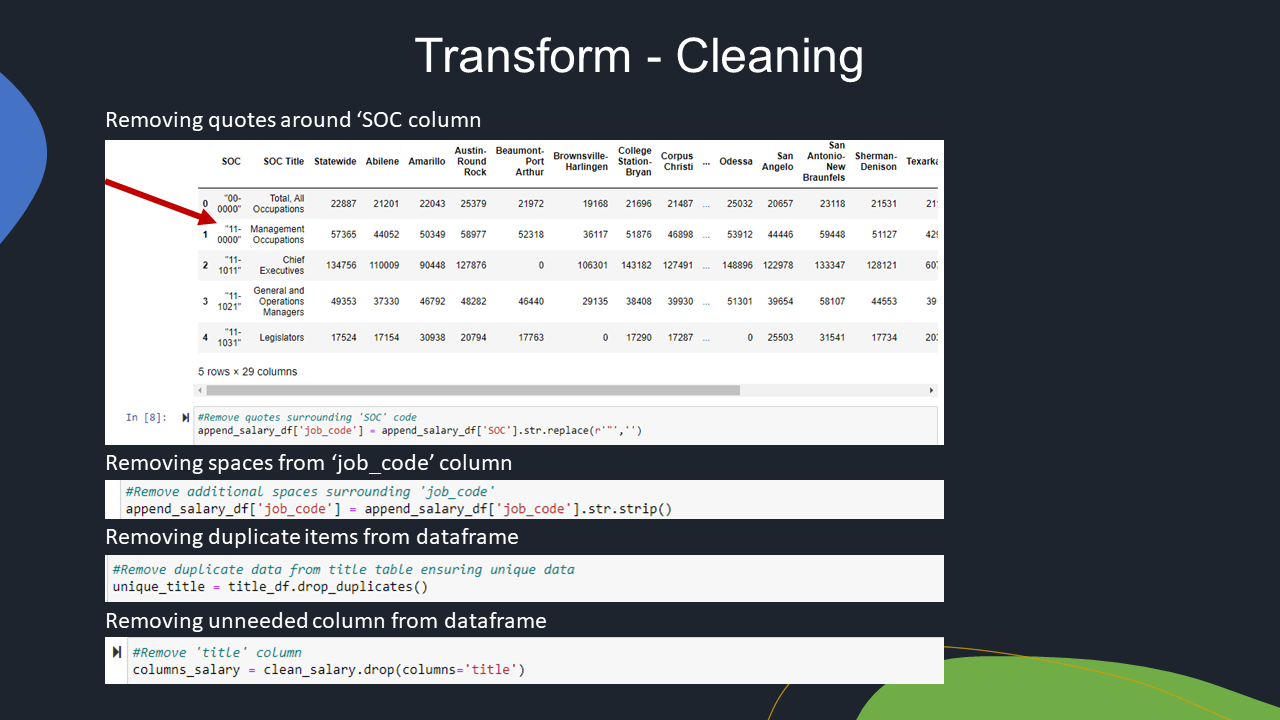 Transform - Cleaning
Removing quotes around ‘SOC column
SOC SOC Title Statewide Abilene Amarillo Austin-Round Rock Beaumont-Port Arthur Brownsville-Harlingen College Station-Bryan Corpus Christi ... Odessa San Angelo San Antonio-New Braunfels Sherman-Denison Texarka
0 "00-0000" Total, All Occupations 22887 21201 22043 25379 21972 19168 21696 21487 ... 25032 20657 23118 21531 21
1 "11-0000" Management Occupations 57365 44052 50349 58977 52318 36117 51876 46898 ... 53912 44446 59448 51127 429
2 "11-1011" Chief Executives 134756 110009 90448 127876 0 106301 143182 127491 ... 148896 122978 133347 128121 607
3 "11-1021" General and Operations Managers 49353 37330 46792 48282 46440 29135 38408 39930 ... 51301 39654 58107 44553 39
4 "11-1031" Legislators 17524 17154 30938 20794 17763 0 17290 17287 ... 0 25503 31541 17734 20
5 rows × 29 columns
In [8]: #Remove quotes surrounding 'SOC' code
append_salary_df['job_code'] = append_salary_df['SOC'].str.replace(r'"','')
Removing spaces from ‘job_code’ column
#Remove additional spaces surrounding 'job_code'
append_salary_df['job_code'] = append_salary_df['job_code'].str.strip()
Removing duplicate items from dataframe
#Remove duplicate data from title table ensuring unique data
unique_title = title_df.drop_duplicates()
Removing unneeded column from dataframe
#Remove 'title' column
columns_salary = clean_salary.drop(columns='title')